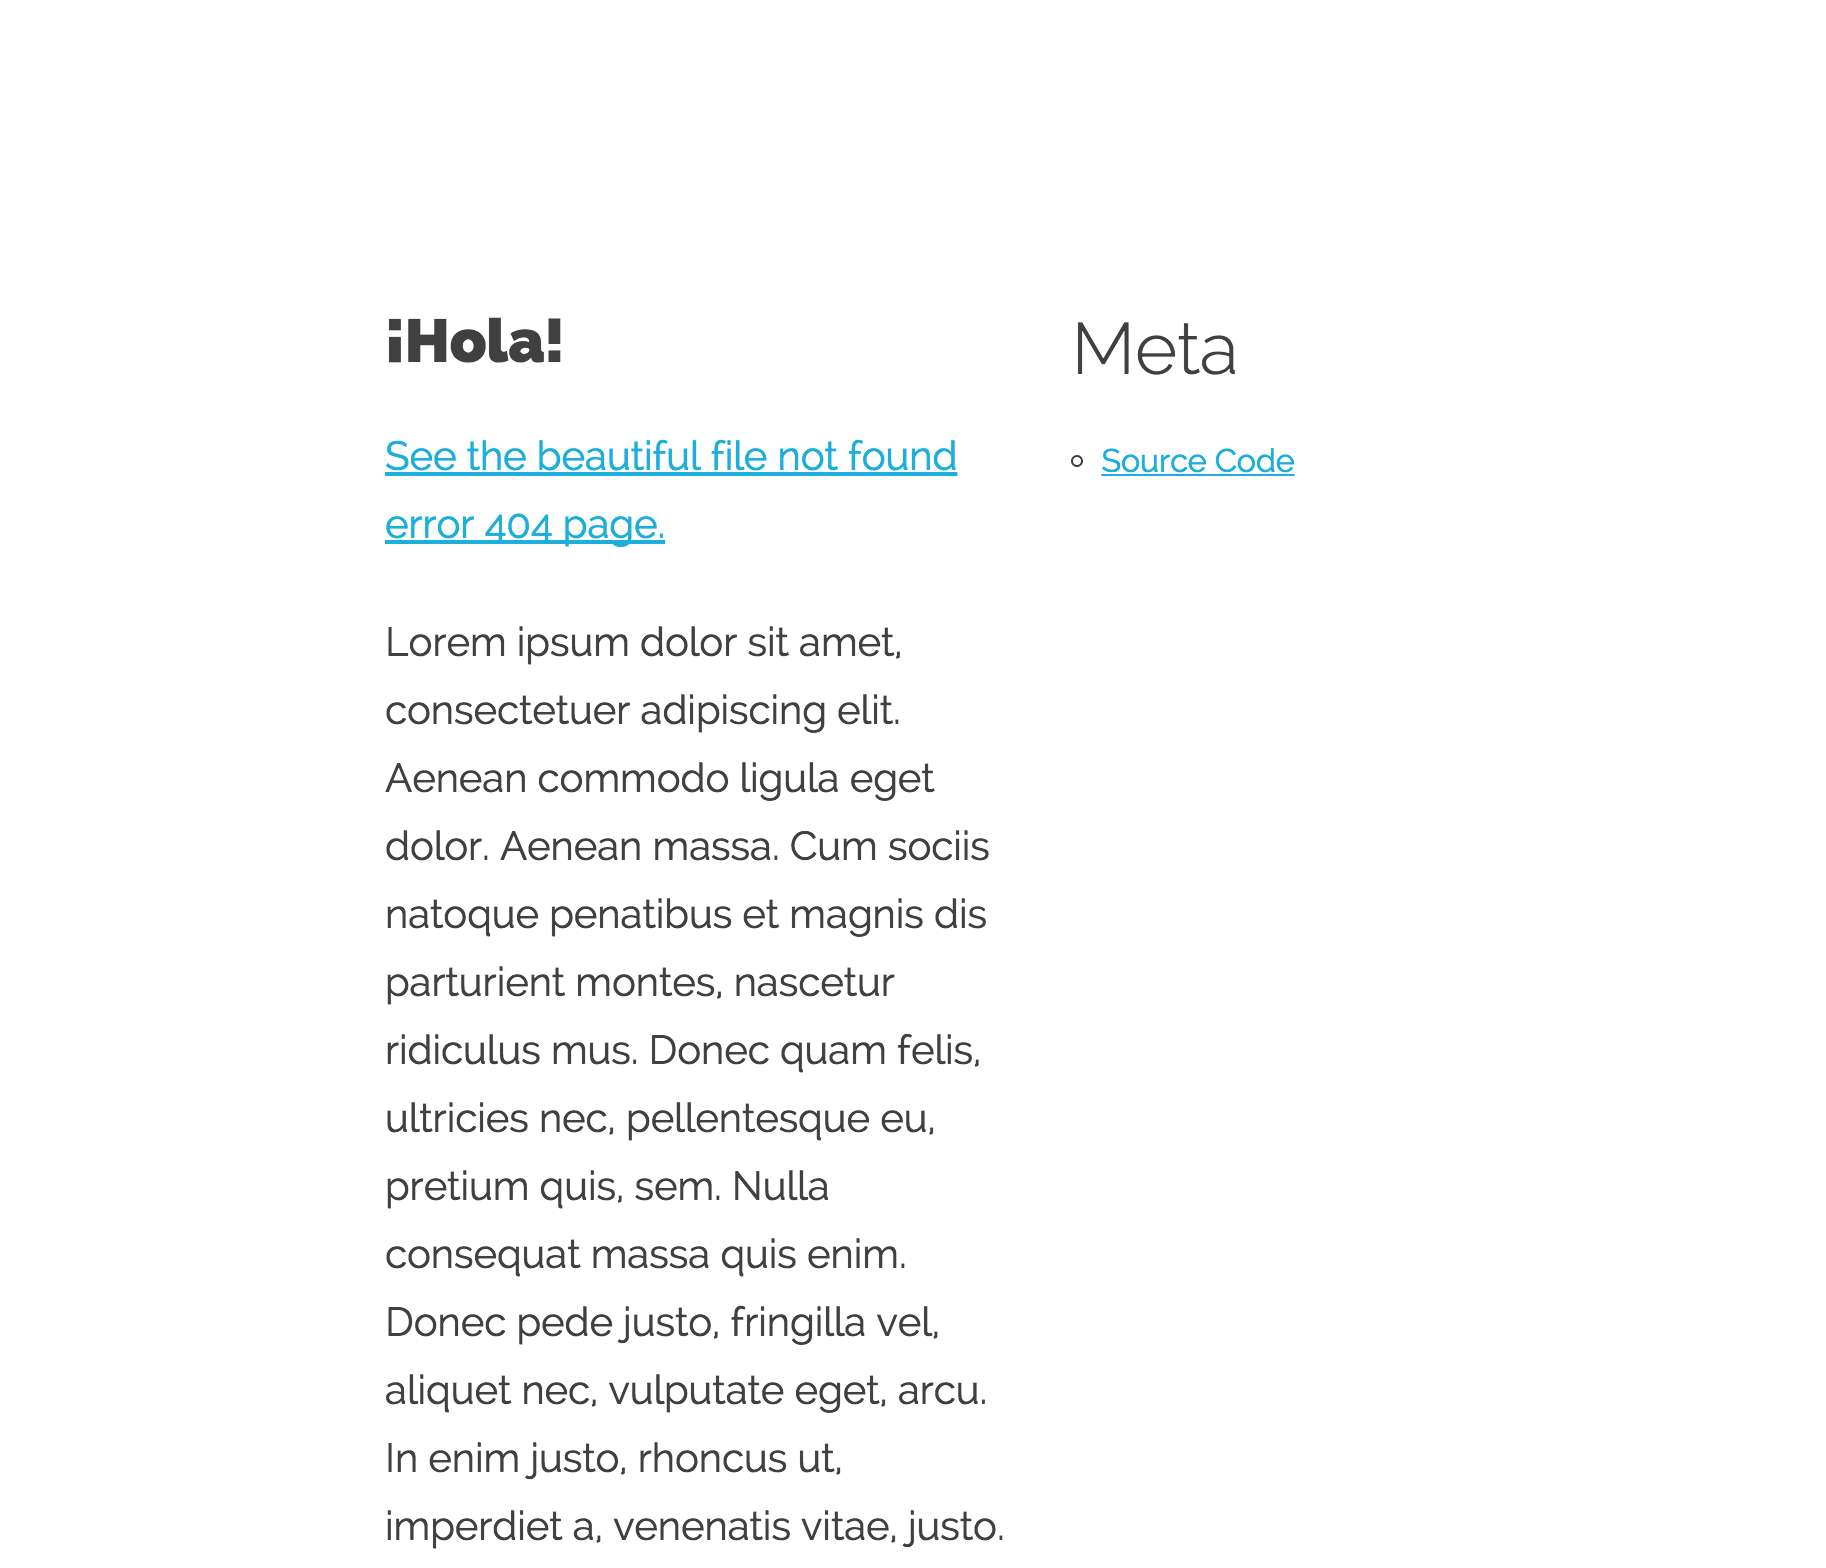 ¡Hola!
See the beautiful file not found
error 404 page.
Lorem ipsum dolor sit amet,
consectetuer adipiscing elit.
Aenean commodo ligula eget
dolor. Aenean massa. Cum sociis
natoque penatibus et magnis dis
parturient montes, nascetur
ridiculus mus. Donec quam felis,
ultricies nec, pellentesque eu,
pretium quis, sem. Nulla
consequat massa quis enim.
Donec pede justo, fringilla vel,
aliquet nec, vulputate eget, arcu.
In enim justo, rhoncus ut,
imperdiet a, venenatis vitae, justo.
Meta
Source Code